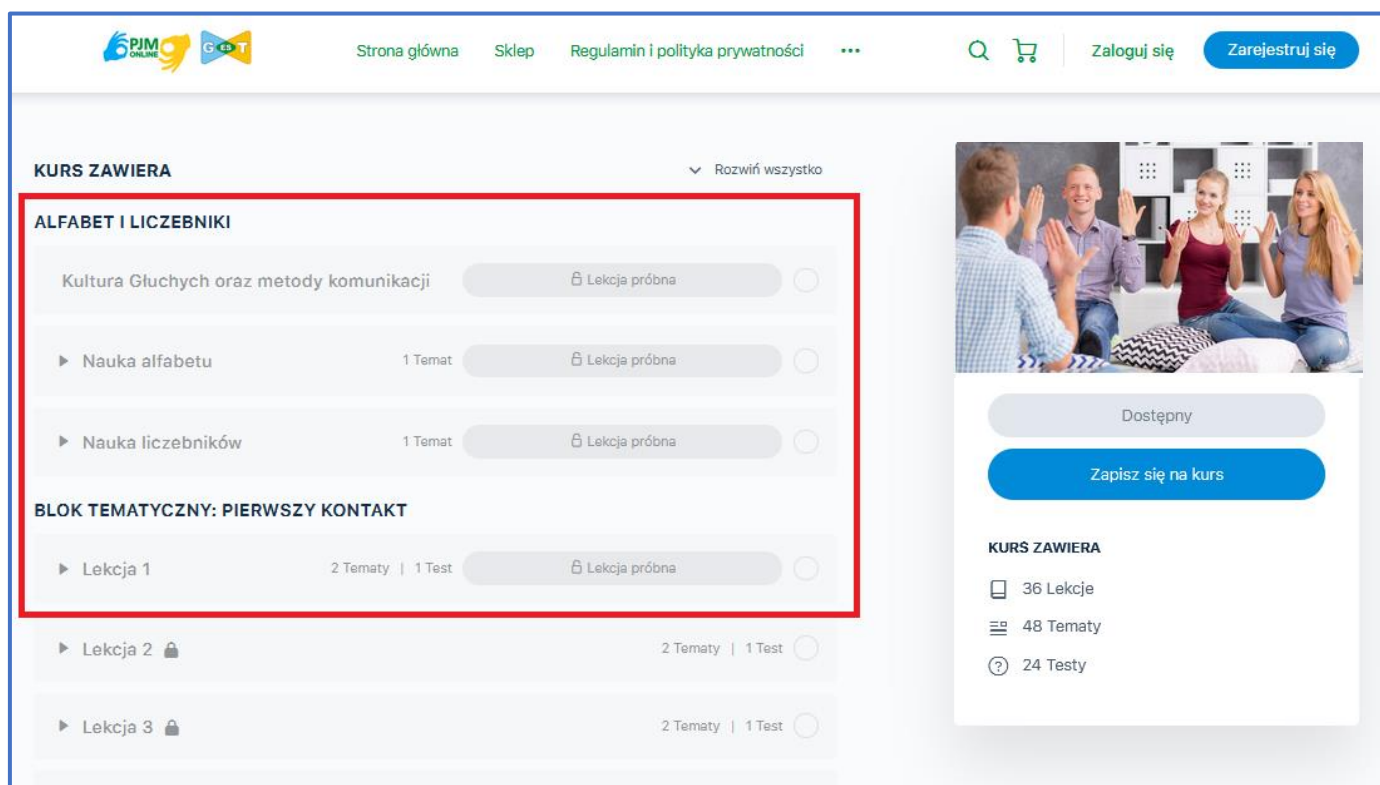 PJM ONLINE GEST Strona główna Sklep Regulamin i polityka prywatności ••• Zaloguj się Zarejestruj się
KURS ZAWIERA Rozwiń wszystko
ALFABET I LICZEBNIKI
Kultura Głuchych oraz metody komunikacji Lekcja próbna
Nauka alfabetu 1 Temat Lekcja próbna
Nauka liczebników 1 Temat Lekcja próbna
BLOK TEMATYCZNY: PIERWSZY KONTAKT
Lekcja 1 2 Tematy | 1 Test Lekcja próbna
Lekcja 2 2 Tematy | 1 Test
Lekcja 3 2 Tematy | 1 Test
Dostępny
Zapisz się na kurs
KURS ZAWIERA
36 Lekcje
48 Tematy
24 Testy